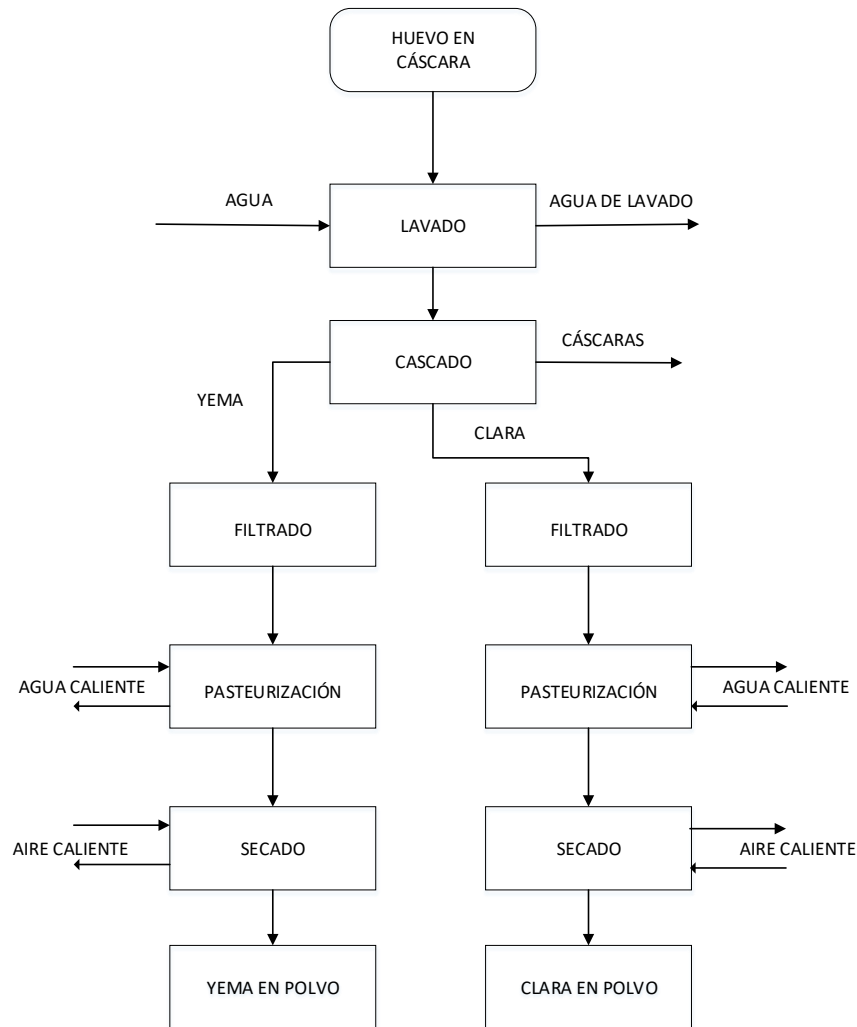 HUEVO EN
CÁSCARA
AGUA
AGUA DE LAVADO
LAVADO
CÁSCARAS
CASCADO
YEMA
CLARA
FILTRADO
FILTRADO
AGUA CALIENTE
PASTEURIZACIÓN
PASTEURIZACIÓN
AGUA CALIENTE
AIRE CALIENTE
SECADO
SECADO
AIRE CALIENTE
YEMA EN POLVO
CLARA EN POLVO